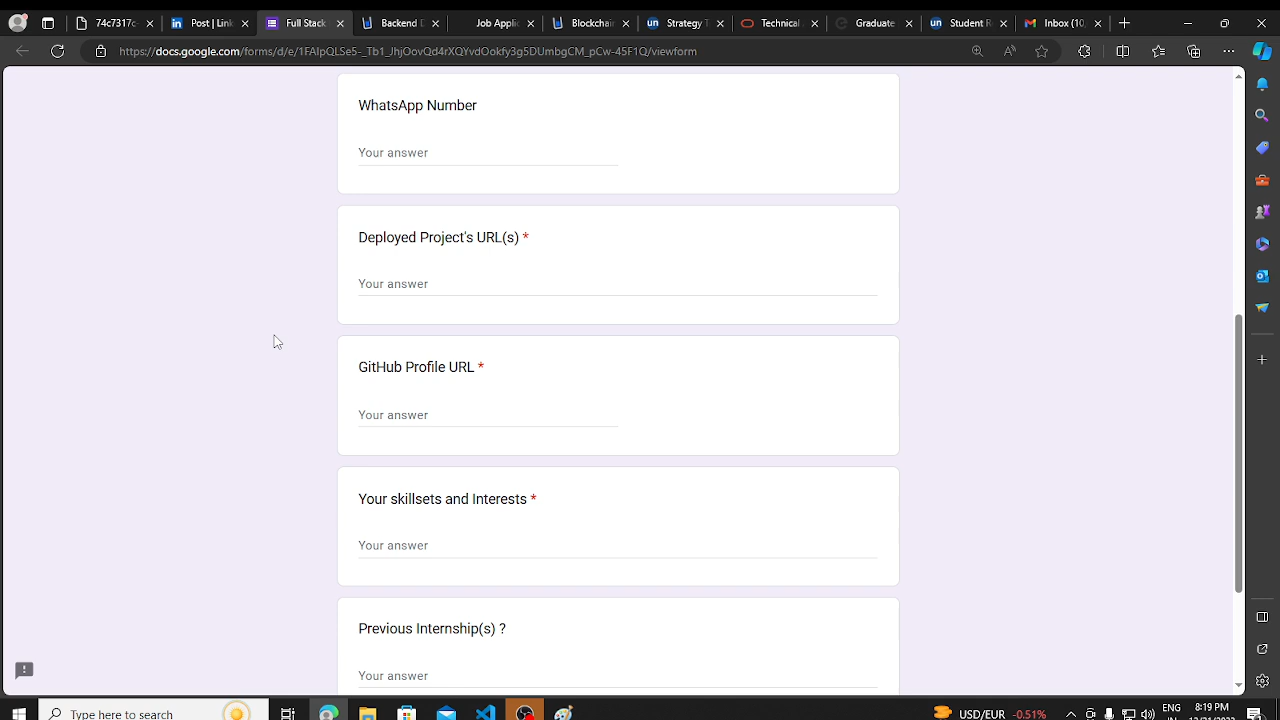 74c7317c-
Post | Link
Full Stack
Backend D
Job Applic
Blockchain
Strategy T
Technical
Graduate
Student R
Inbox (10,
https://docs.google.com/forms/d/e/1FAIpQLSe5-_Tb1_JhjOovQd4rXQYvdOokfy3g5DUmbgCM_pCw-45F1Q/viewform
WhatsApp Number
Your answer
Deployed Project's URL(s) *
Your answer
GitHub Profile URL *
Your answer
Your skillsets and Interests *
Your answer
Previous Internship(s) ?
Your answer
Type here to search
USD/EUR -0.51%
ENG
IN
8:19 PM